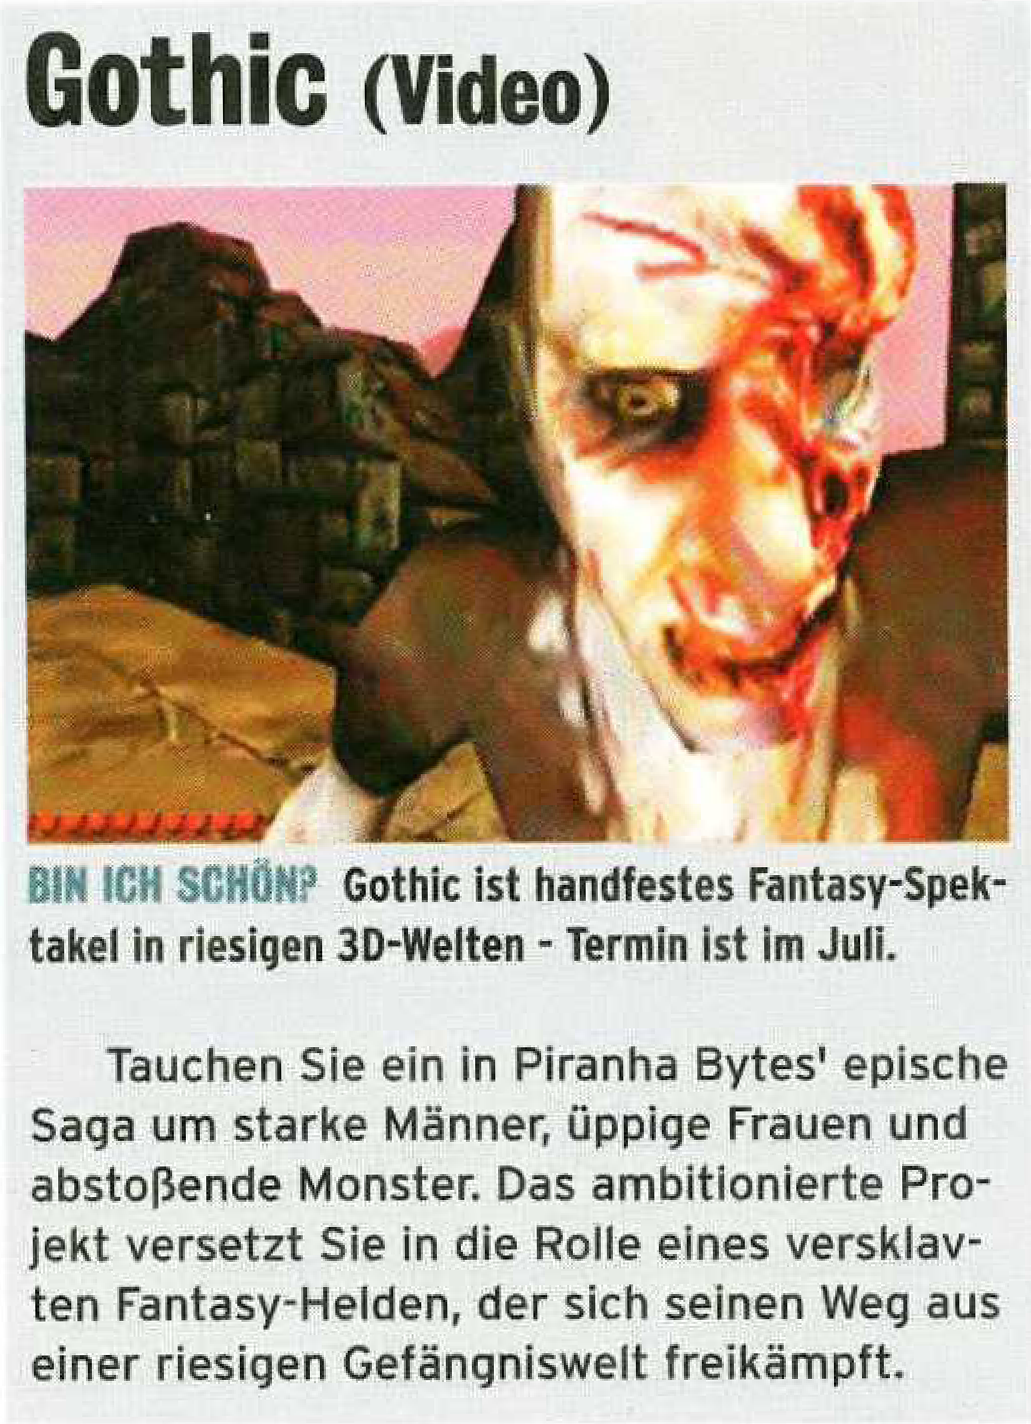 Gothic (Video)
BIN ICH SCHÖN? Gothic ist handfestes Fantasy-Spek-
takel in riesigen 3D-Welten - Termin ist im Juli.
Tauchen Sie ein in Piranha Bytes' epische
Saga um starke Männer, üppige Frauen und
abstoßende Monster. Das ambitionierte Pro-
jekt versetzt Sie in die Rolle eines versklav-
ten Fantasy-Helden, der sich seinen Weg aus
einer riesigen Gefängniswelt freikämpft.